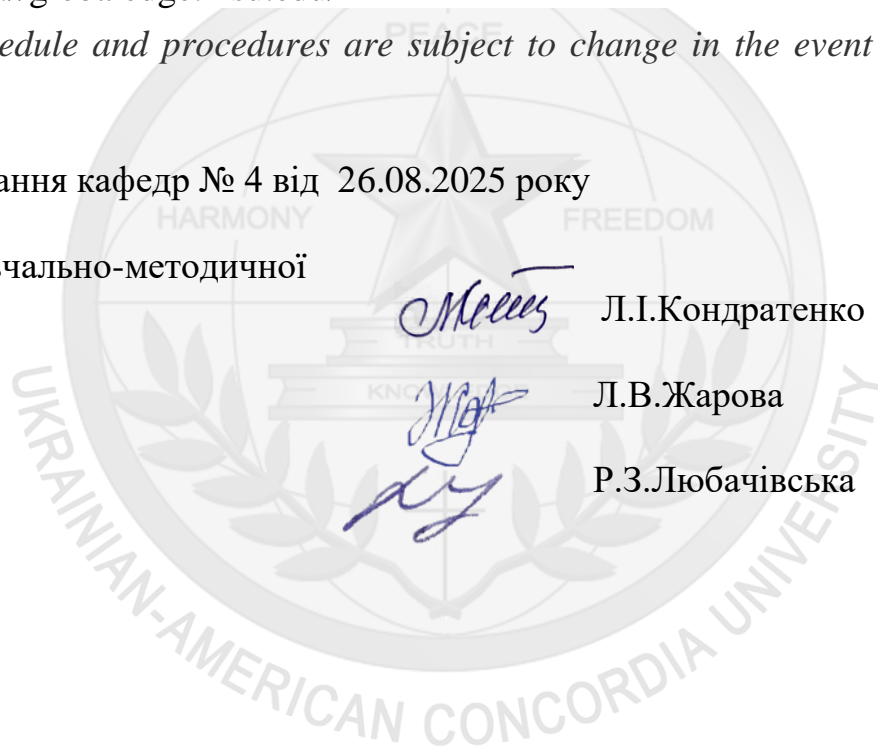 edule and procedures are subject to change in the event
ання кафедр № 4 від 26.08.2025 року
вчально-методичної
Л.І.Кондратенко
Л.В.Жарова
Р.З.Любачівська
PEACE
HARMONY
FREEDOM
TRUTH
UKRAINIAN-AMERICAN CONCORDIA UNIVERSITY